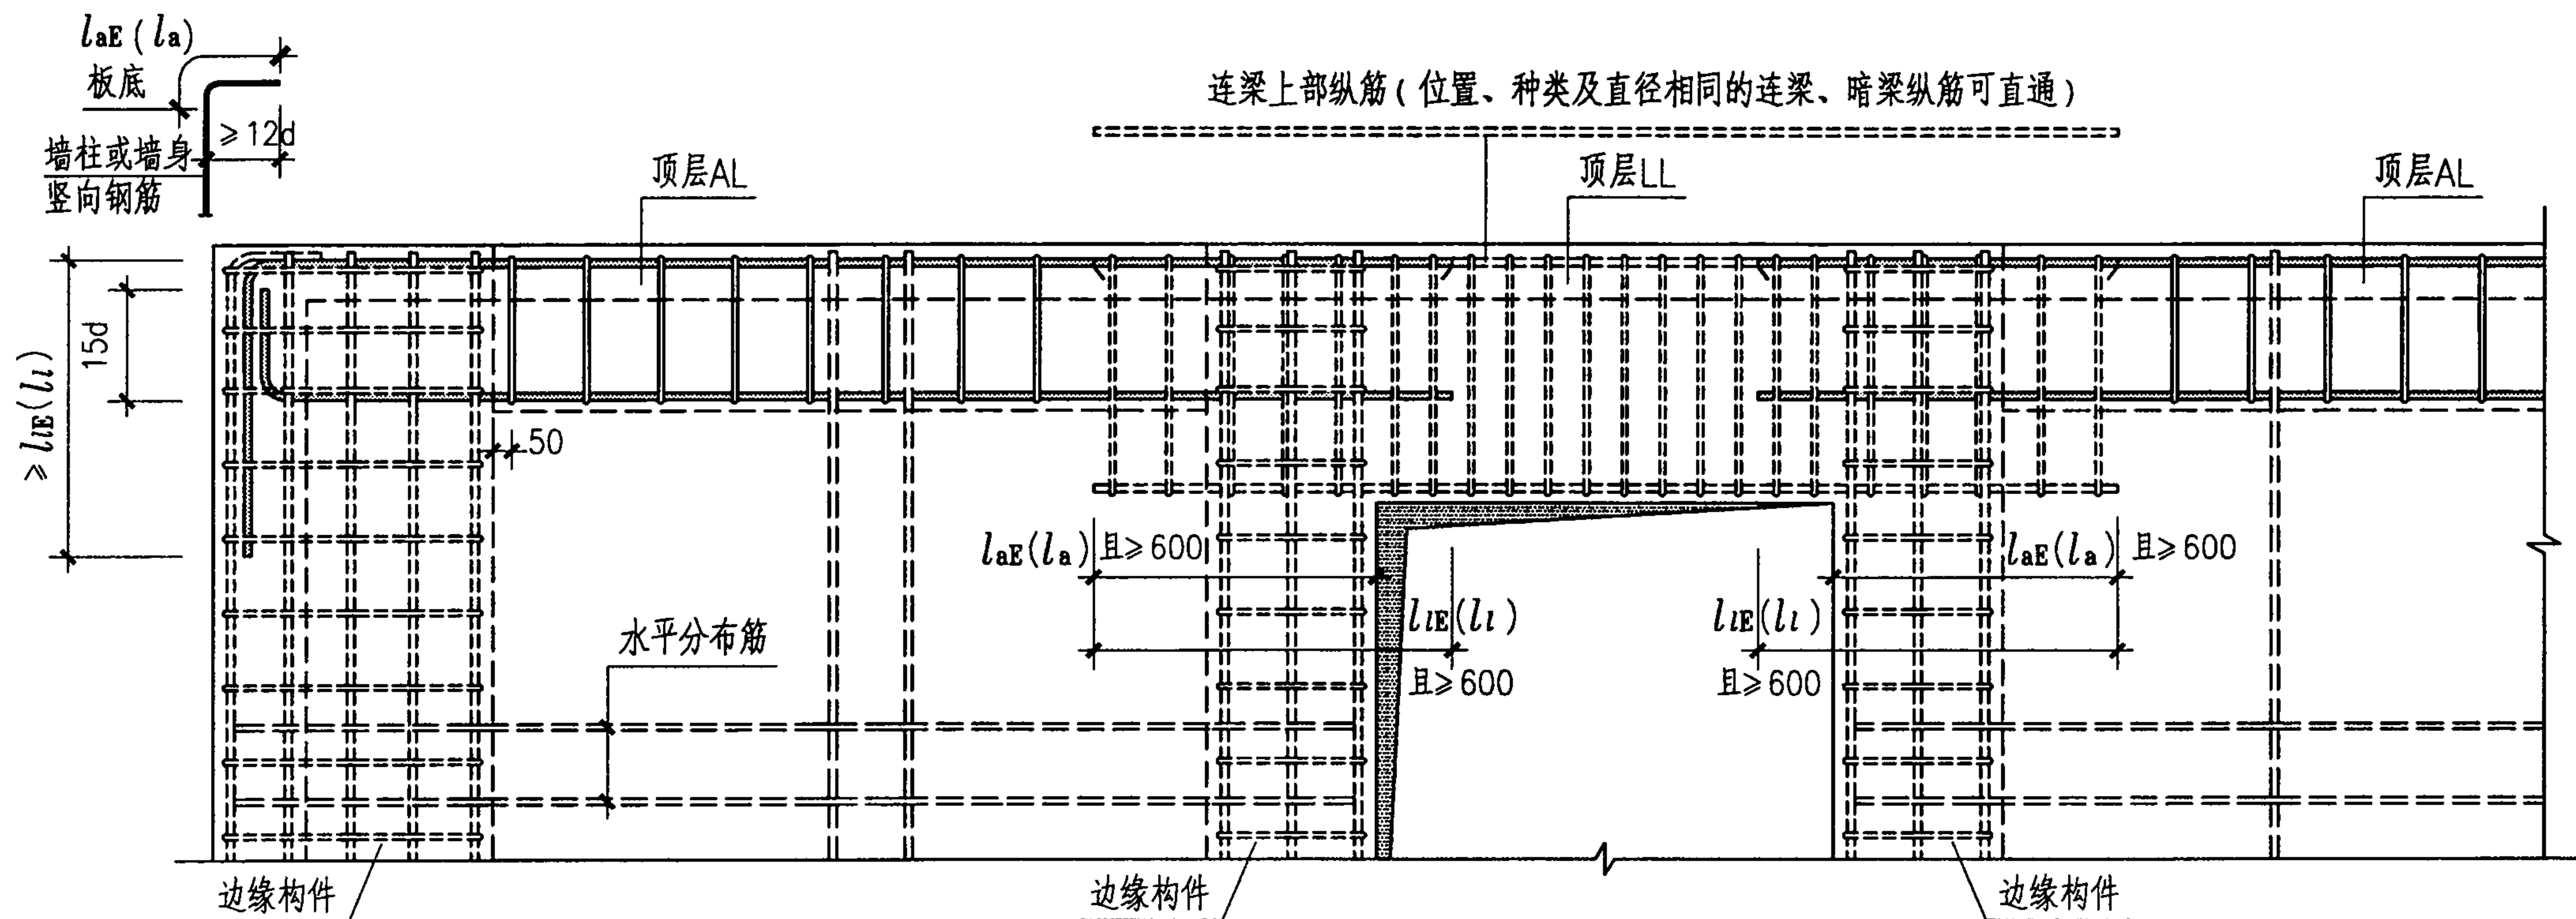 laE(la)
板底
≥12d
墙柱或墙身
竖向钢筋
连梁上部纵筋(位置、种类及直径相同的连梁、暗梁纵筋可直通)
顶层AL
顶层LL
顶层AL
≥llE(ll)
15d
50
laE(la)且≥600
laE(la)且≥600
llE(ll)
且≥600
llE(ll)
且≥600
水平分布筋
边缘构件
边缘构件
边缘构件